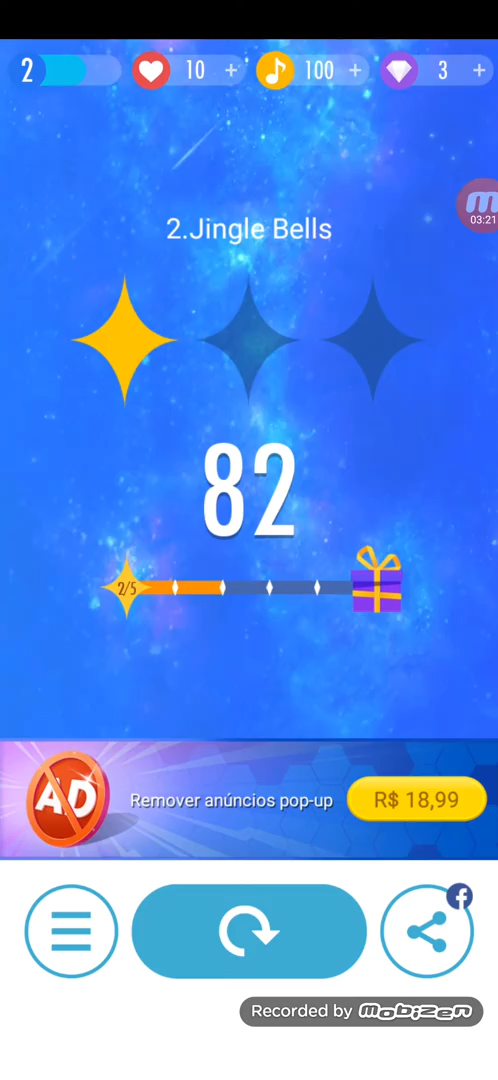 2 10 + 100 + 3 +
m
03:21
2.Jingle Bells
82
2/5
AD
Remover anúncios pop-up
R$ 18,99
f
Recorded by mobizen